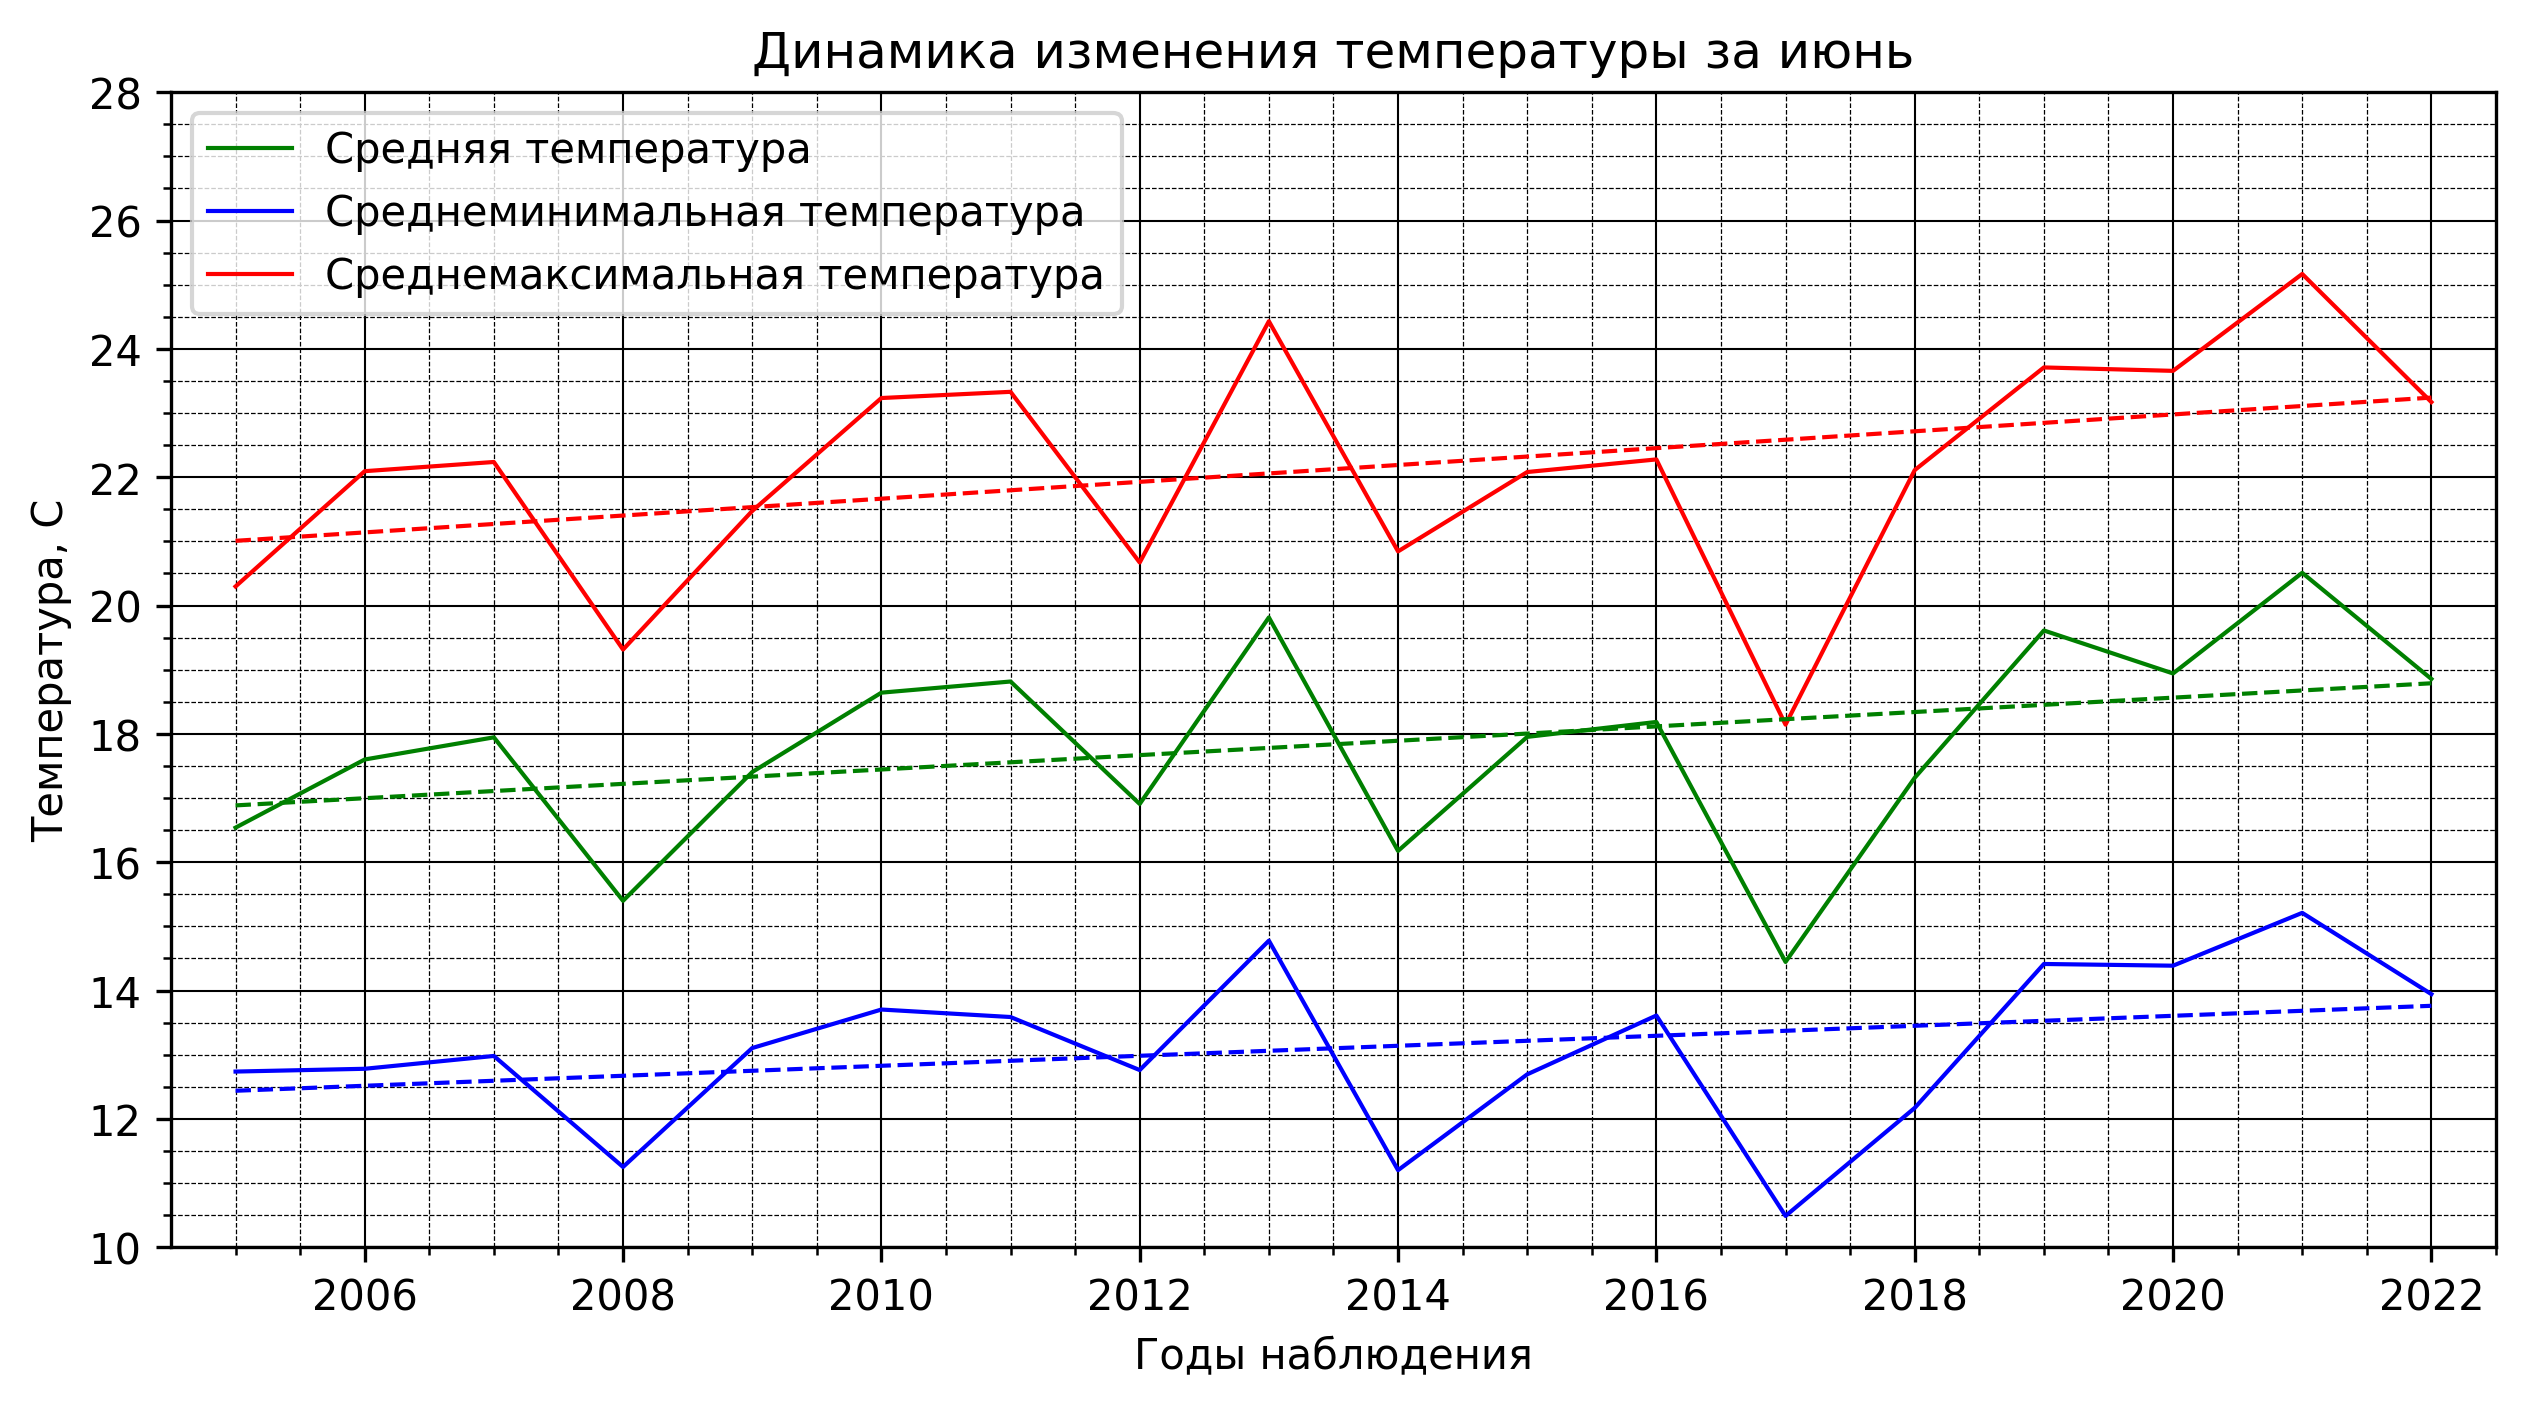 Динамика изменения температуры за июнь
28
26
24
22
20
18
16
14
12
10
Средняя температура
Среднеминимальная температура
Среднемаксимальная температура
Температура, С
2006 2008 2010 2012 2014 2016 2018 2020 2022
Годы наблюдения